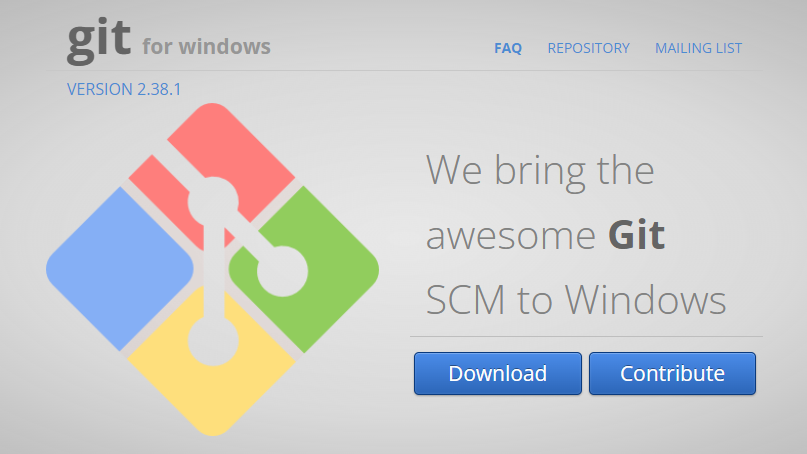 git for windows
FAQ REPOSITORY MAILING LIST
VERSION 2.38.1
We bring the
awesome Git
SCM to Windows
Download Contribute